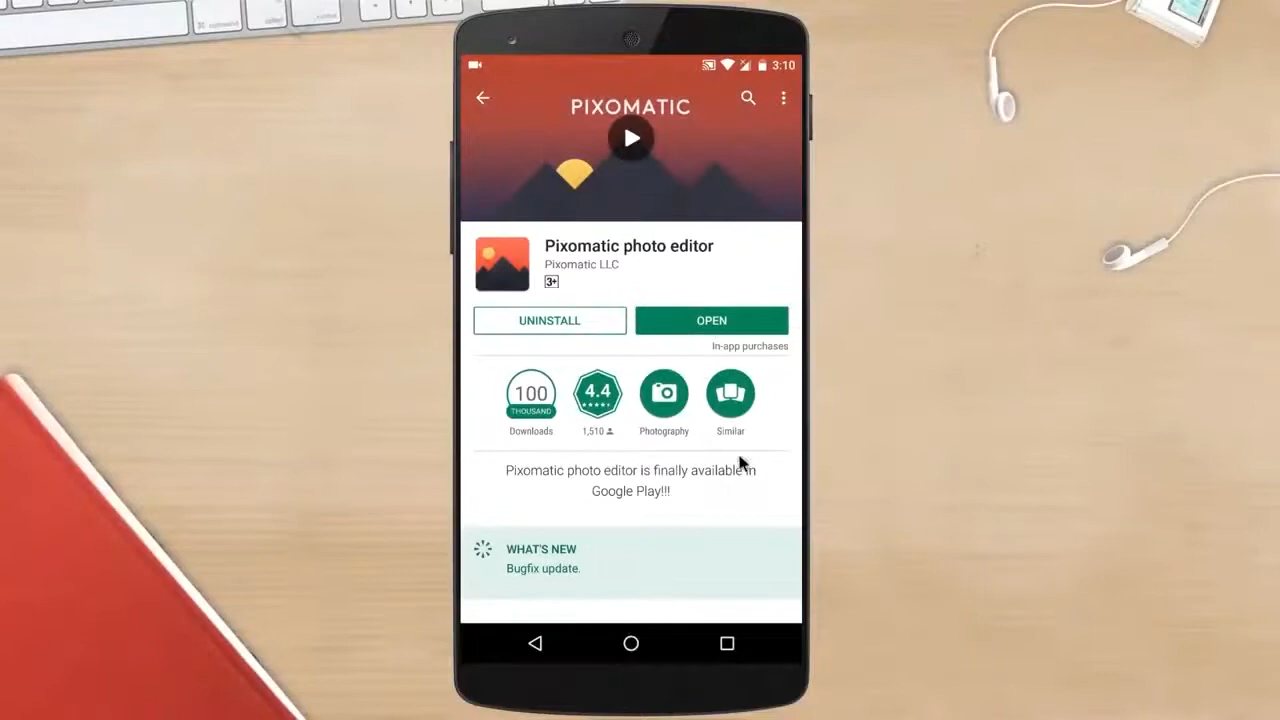 3:10
PIXOMATIC
Pixomatic photo editor
Pixomatic LLC
3+
UNINSTALL
OPEN
In-app purchases
100
THOUSAND
Downloads
4.4
1,510
Photography
Similar
Pixomatic photo editor is finally available in
Google Play!!!
WHAT'S NEW
Bugfix update.